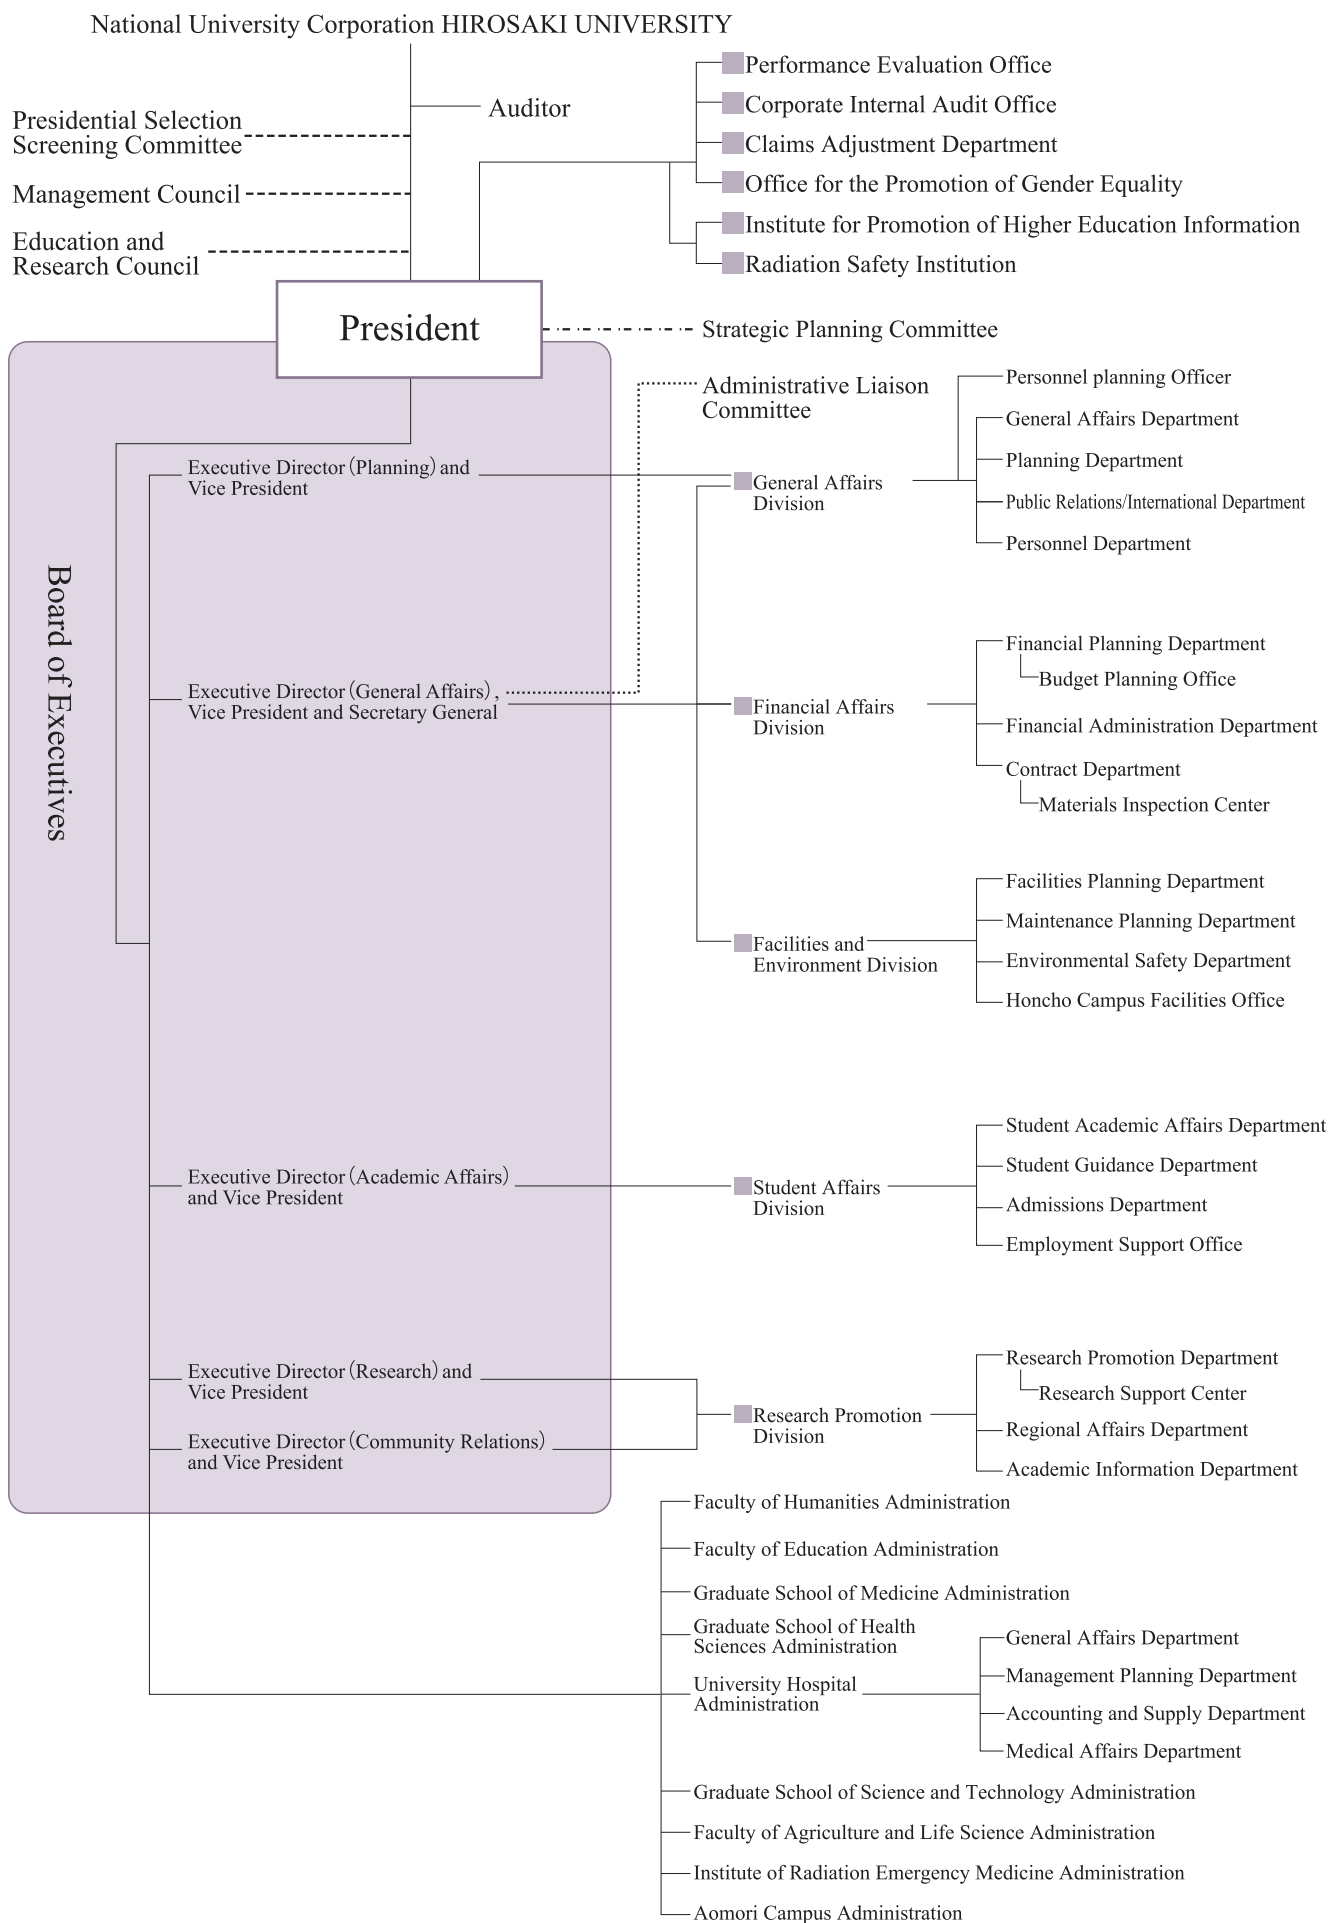 National University Corporation HIROSAKI UNIVERSITY
Auditor
Presidential Selection
Screening Committee
Management Council
Education and
Research Council
Performance Evaluation Office
Corporate Internal Audit Office
Claims Adjustment Department
Office for the Promotion of Gender Equality
Institute for Promotion of Higher Education Information
Radiation Safety Institution
President
Strategic Planning Committee
Administrative Liaison
Committee
Board of Executives
Executive Director (Planning) and
Vice President
General Affairs
Division
Personnel planning Officer
General Affairs Department
Planning Department
Public Relations/International Department
Personnel Department
Executive Director (General Affairs),
Vice President and Secretary General
Financial Affairs
Division
Financial Planning Department
Budget Planning Office
Financial Administration Department
Contract Department
Materials Inspection Center
Facilities and
Environment Division
Facilities Planning Department
Maintenance Planning Department
Environmental Safety Department
Honcho Campus Facilities Office
Executive Director (Academic Affairs)
and Vice President
Student Affairs
Division
Student Academic Affairs Department
Student Guidance Department
Admissions Department
Employment Support Office
Executive Director (Research) and
Vice President
Executive Director (Community Relations)
and Vice President
Research Promotion
Division
Research Promotion Department
Research Support Center
Regional Affairs Department
Academic Information Department
Faculty of Humanities Administration
Faculty of Education Administration
Graduate School of Medicine Administration
Graduate School of Health
Sciences Administration
University Hospital
Administration
General Affairs Department
Management Planning Department
Accounting and Supply Department
Medical Affairs Department
Graduate School of Science and Technology Administration
Faculty of Agriculture and Life Science Administration
Institute of Radiation Emergency Medicine Administration
Aomori Campus Administration